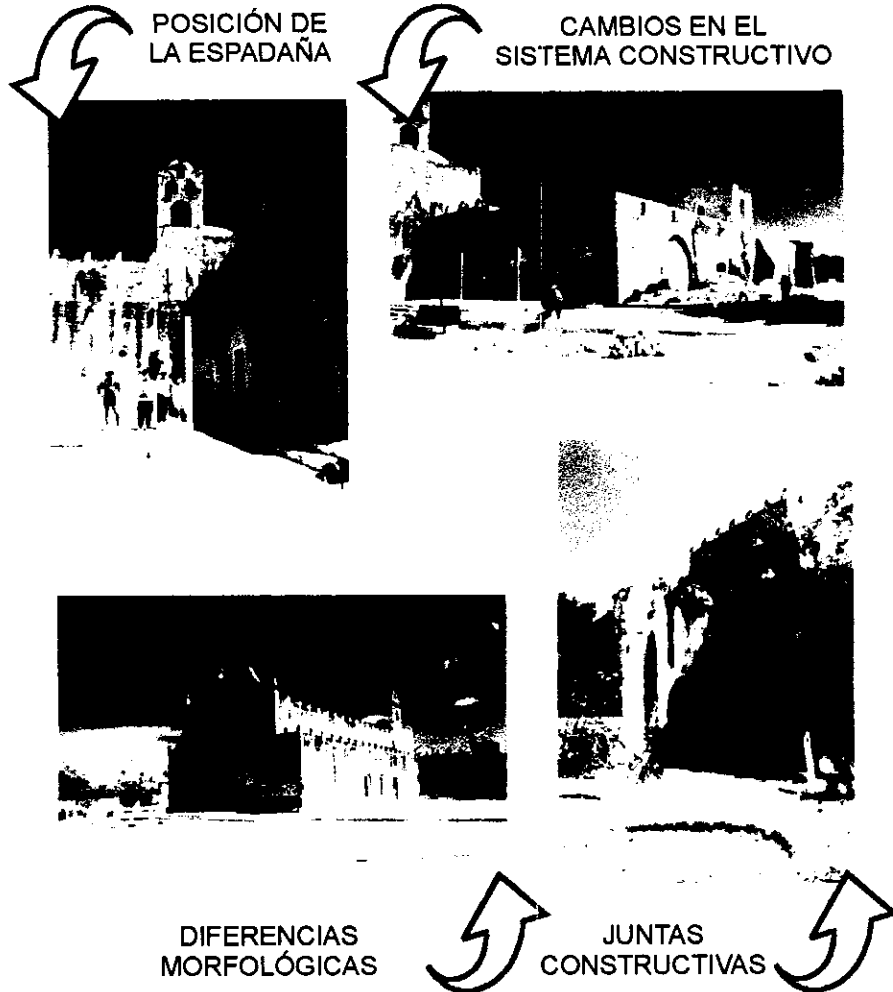 POSICIÓN DE
LA ESPADAÑA
CAMBIOS EN EL
SISTEMA CONSTRUCTIVO
DIFERENCIAS
MORFOLÓGICAS
JUNTAS
CONSTRUCTIVAS